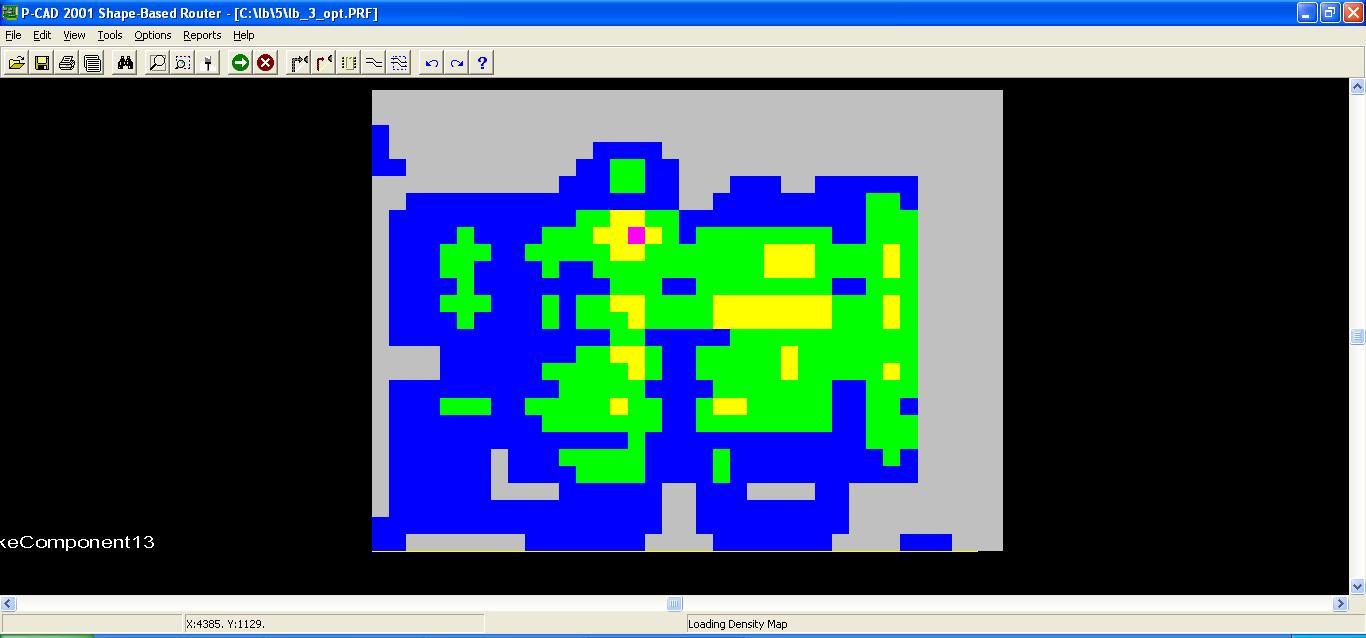 P-CAD 2001 Shape-Based Router - [C:\lb\5\lb_3_opt.PRF]
File Edit View Tools Options Reports Help
keComponent13
X:4385. Y:1129. Loading Density Map